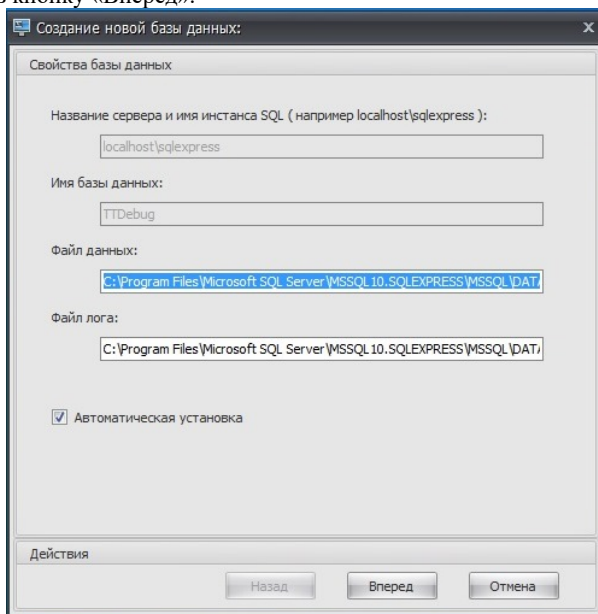 кнопку «Вперед».
Создание новой базы данных:
Свойства базы данных
Название сервера и имя инстанса SQL ( например localhost\sqlexpress ):
localhost\sqlexpress
Имя базы данных:
TTDebug
Файл данных:
C:\Program Files\Microsoft SQL Server\MSSQL10.SQLEXPRESS\MSSQL\DATA
Файл лога:
C:\Program Files\Microsoft SQL Server\MSSQL10.SQLEXPRESS\MSSQL\DATA
Автоматическая установка
Действия
Назад Вперед Отмена